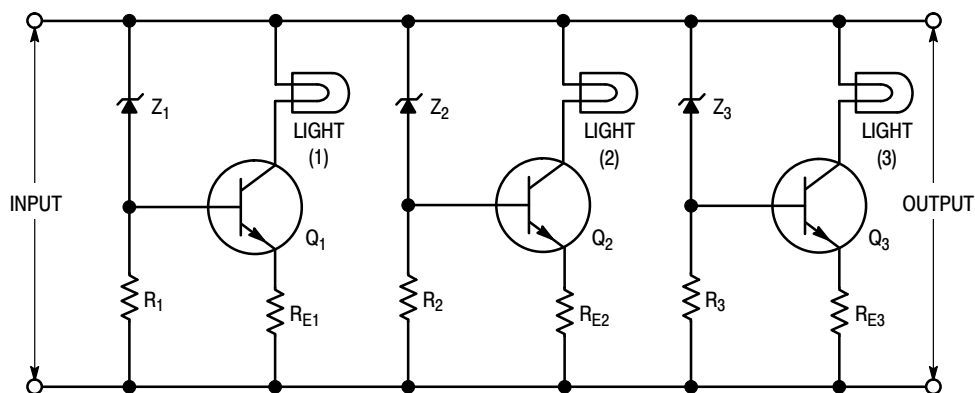 Z1
LIGHT
(1)
Z2
LIGHT
(2)
Z3
LIGHT
(3)
INPUT
OUTPUT
Q1
Q2
Q3
R1
RE1
R2
RE2
R3
RE3